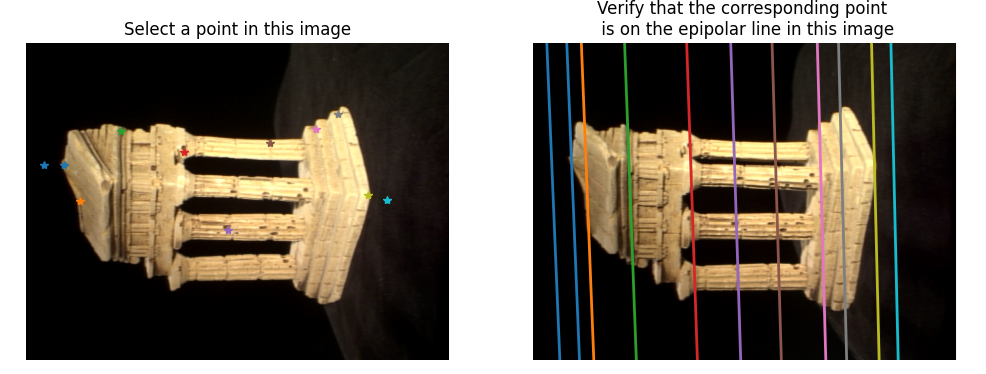 Select a point in this image
Verify that the corresponding point
is on the epipolar line in this image